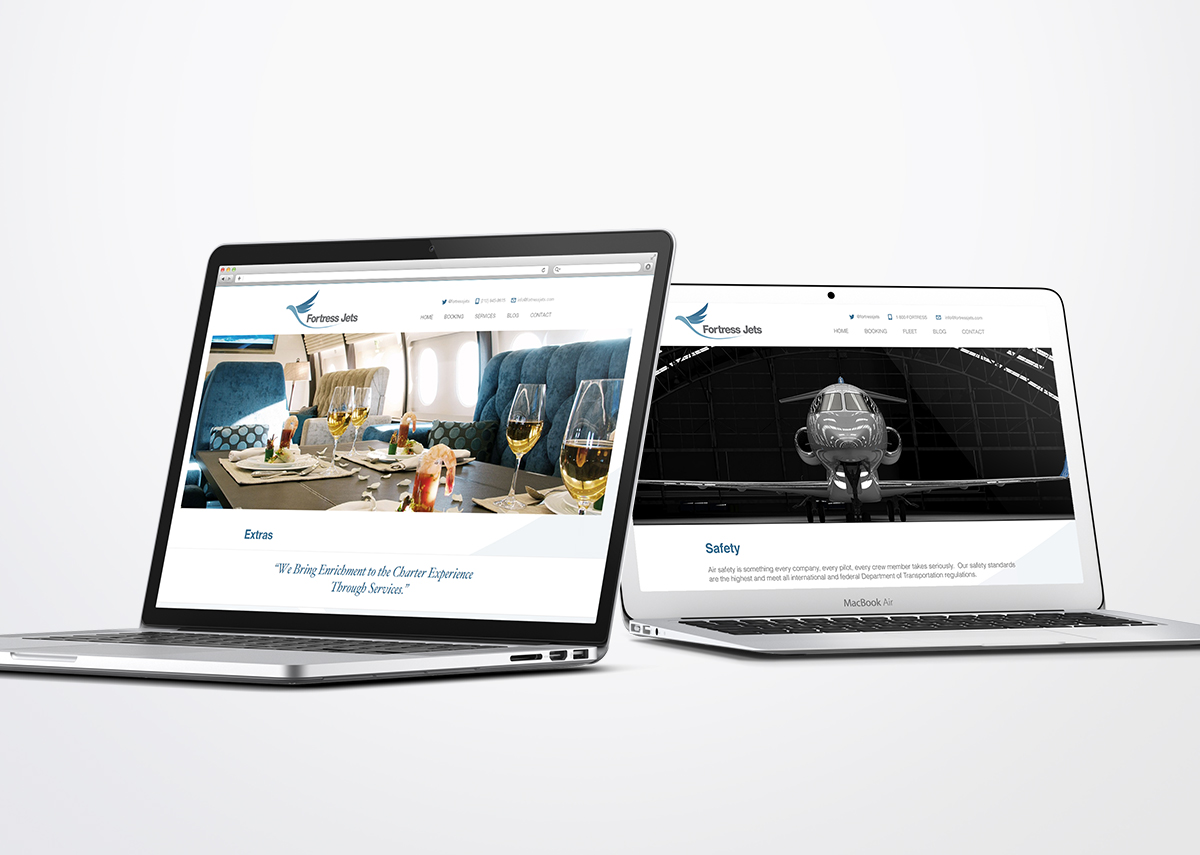 Fortress Jets
@fortressjets
info@fortressjets.com
HOME BOOKING SERVICES BLOG CONTACT
Extras
“We Bring Enrichment to the Charter Experience
Through Services.”
Fortress Jets
@fortressjets 1 800 FORTRESS info@fortressjets.com
HOME BOOKING FLEET BLOG CONTACT
Safety
Air safety is something every company, every pilot, every crew member takes seriously. Our safety standards
are the highest and meet all international and federal Department of Transportation regulations.
MacBook Air